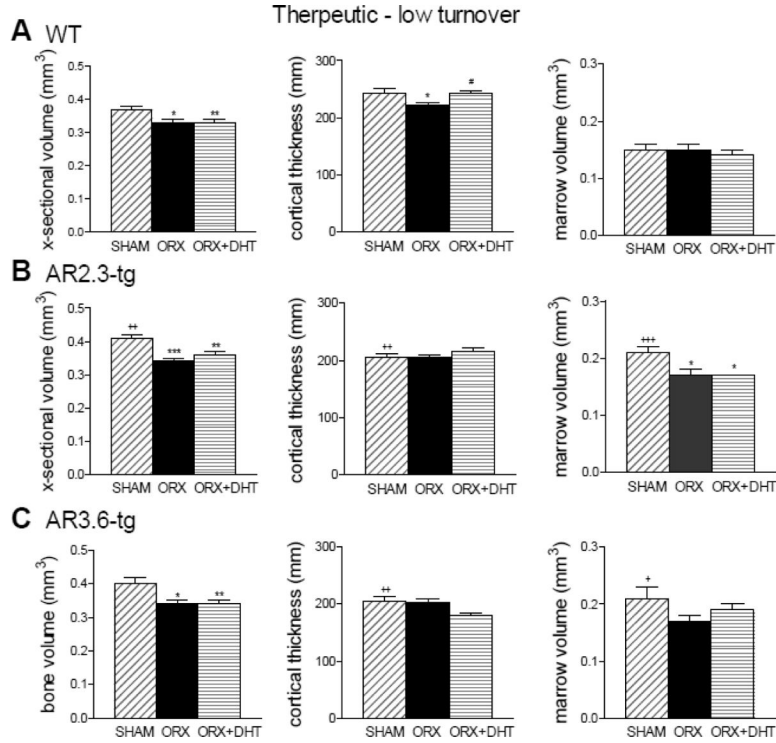 Therpeutic - low turnover
A WT
x-sectional volume (mm3)
0.5
0.4
0.3
0.2
0.1
0.0
* **
SHAM ORX ORX+DHT
cortical thickness (mm)
300
200
100
0
* #
SHAM ORX ORX+DHT
marrow volume (mm3)
0.3
0.2
0.1
0.0
SHAM ORX ORX+DHT
B AR2.3-tg
x-sectional volume (mm3)
0.5
0.4
0.3
0.2
0.1
0.0
++ *** **
SHAM ORX ORX+DHT
cortical thickness (mm)
300
200
100
0
++
SHAM ORX ORX+DHT
marrow volume (mm3)
0.3
0.2
0.1
0.0
+++ * *
SHAM ORX ORX+DHT
C AR3.6-tg
bone volume (mm3)
0.5
0.4
0.3
0.2
0.1
0.0
* **
SHAM ORX ORX+DHT
cortical thickness (mm)
300
200
100
0
++
SHAM ORX ORX+DHT
marrow volume (mm3)
0.3
0.2
0.1
0.0
+
SHAM ORX ORX+DHT